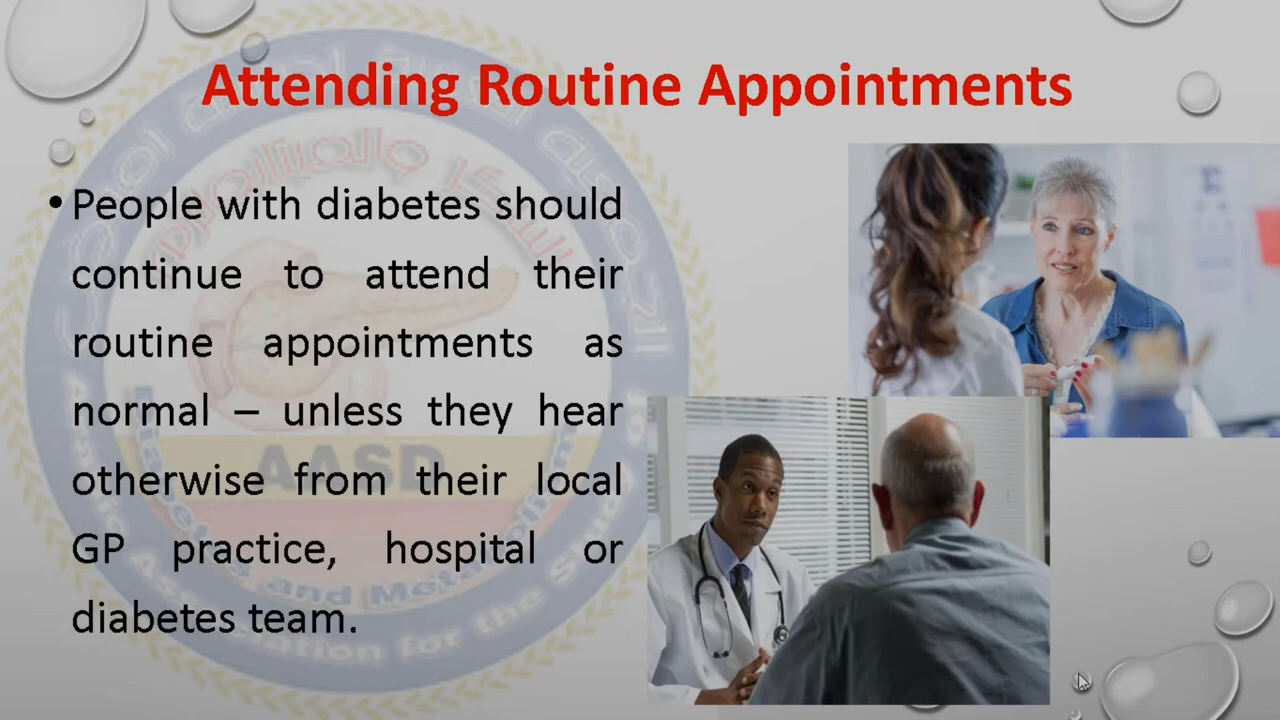 Attending Routine Appointments
• People with diabetes should
continue to attend their
routine appointments as
normal – unless they hear
otherwise from their local
GP practice, hospital or
diabetes team.
AASD